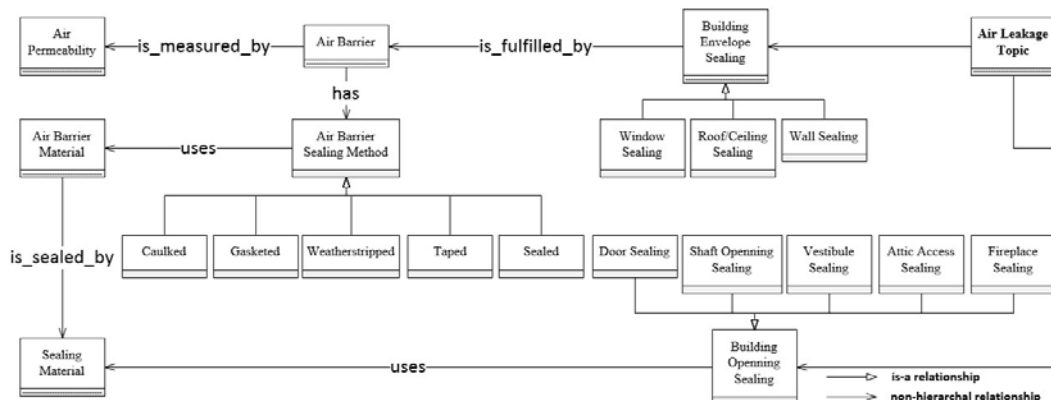 Air
Permeability
is_measured_by
Air Barrier
is_fulfilled_by
Building
Envelope
Sealing
Air Leakage
Topic
has
Air Barrier
Material
uses
Air Barrier
Sealing Method
Window
Sealing
Roof/Ceiling
Sealing
Wall Sealing
is_sealed_by
Caulked
Gasketed
Weatherstripped
Taped
Sealed
Door Sealing
Shaft Openning
Sealing
Vestibule
Sealing
Attic Access
Sealing
Fireplace
Sealing
Sealing
Material
uses
Building
Openning
Sealing
is-a relationship
non-hierarchal relationship